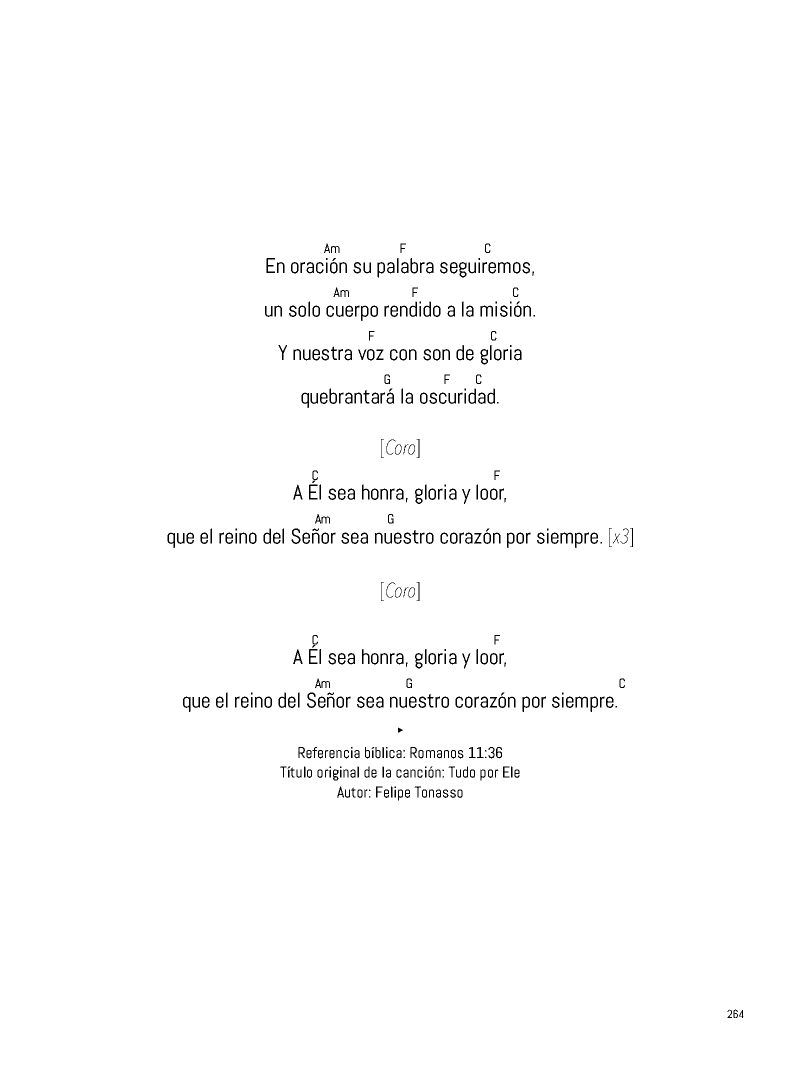 Am F C
En oración su palabra seguiremos,
Am F C
un solo cuerpo rendido a la misión.
F C
Y nuestra voz con son de gloria
G F C
quebrantará la oscuridad.
[Coro]
C F
A Él sea honra, gloria y loor,
Am G
que el reino del Señor sea nuestro corazón por siempre. [x3]
[Coro]
C F
A Él sea honra, gloria y loor,
Am G C
que el reino del Señor sea nuestro corazón por siempre.
Referencia bíblica: Romanos 11:36
Título original de la canción: Tudo por Ele
Autor: Felipe Tonasso
264